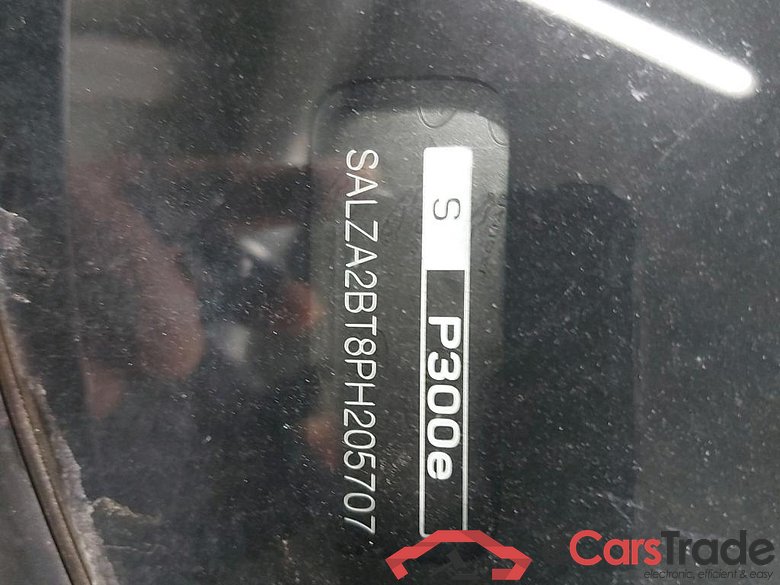 S P300e
SALZA2BT8PH205707
CarsTrade
electronic, efficient & easy